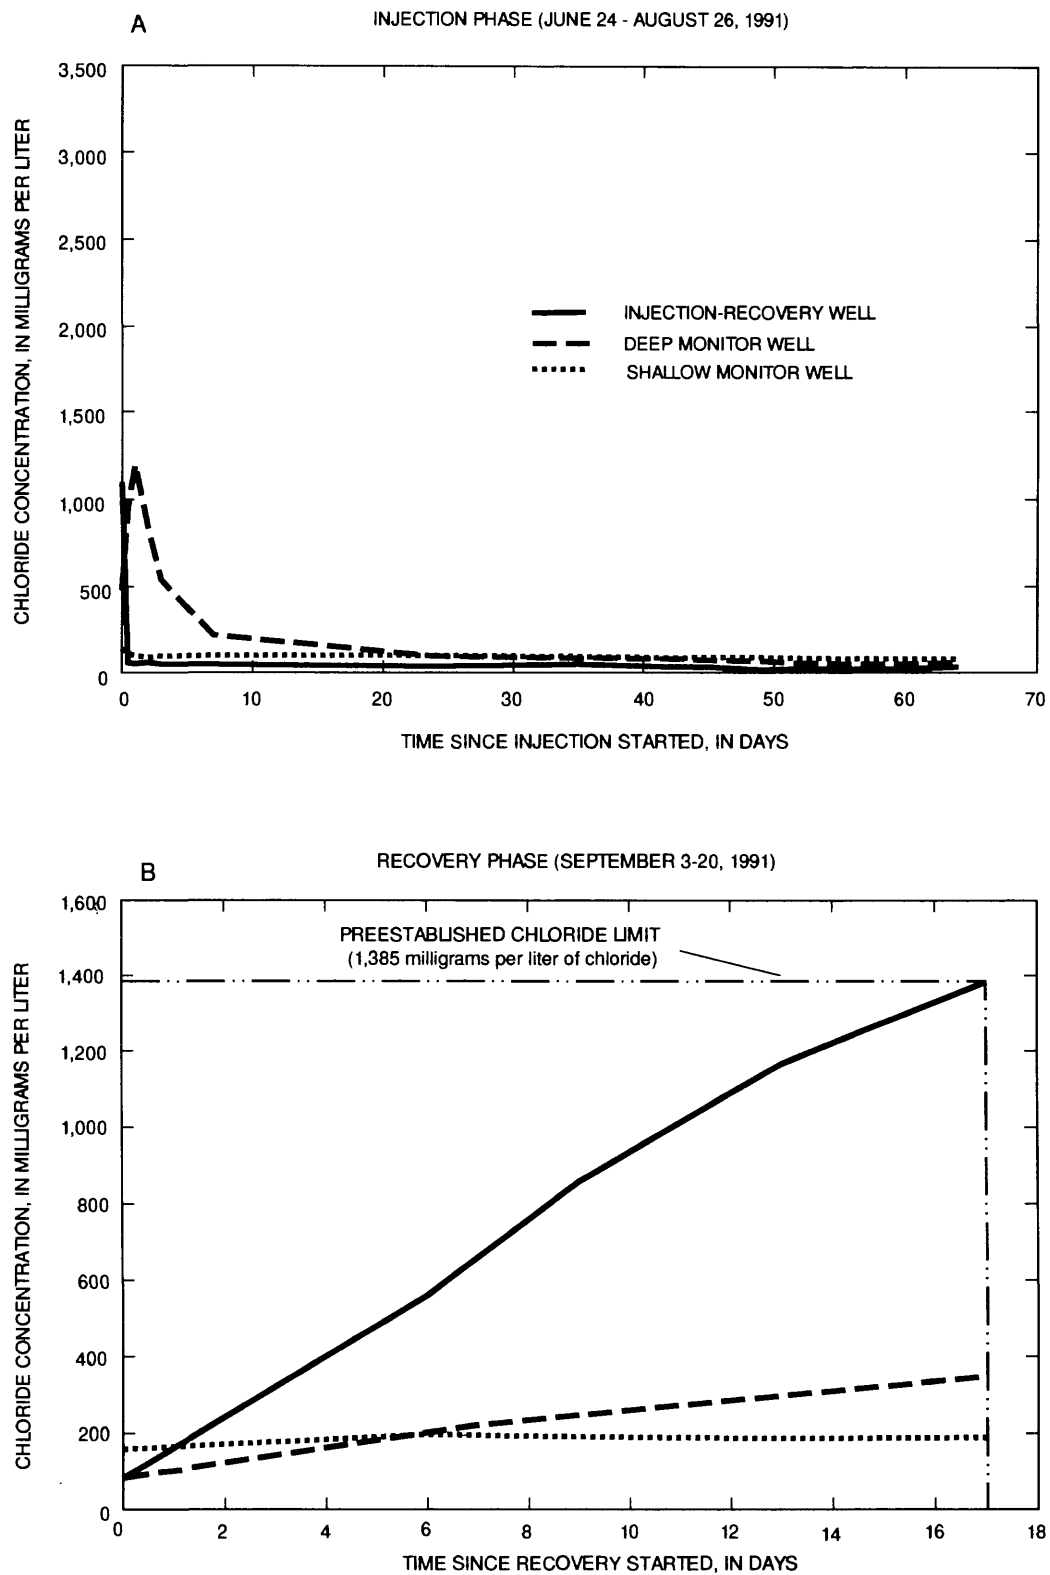 A
INJECTION PHASE (JUNE 24 - AUGUST 26, 1991)
CHLORIDE CONCENTRATION, IN MILLIGRAMS PER LITER
3,500
3,000
2,500
2,000
1,500
1,000
500
0
INJECTION-RECOVERY WELL
DEEP MONITOR WELL
SHALLOW MONITOR WELL
0 10 20 30 40 50 60 70
TIME SINCE INJECTION STARTED, IN DAYS
B
RECOVERY PHASE (SEPTEMBER 3-20, 1991)
CHLORIDE CONCENTRATION, IN MILLIGRAMS PER LITER
1,600
1,400
1,200
1,000
800
600
400
200
0
PREESTABLISHED CHLORIDE LIMIT
(1,385 milligrams per liter of chloride)
0 2 4 6 8 10 12 14 16 18
TIME SINCE RECOVERY STARTED, IN DAYS